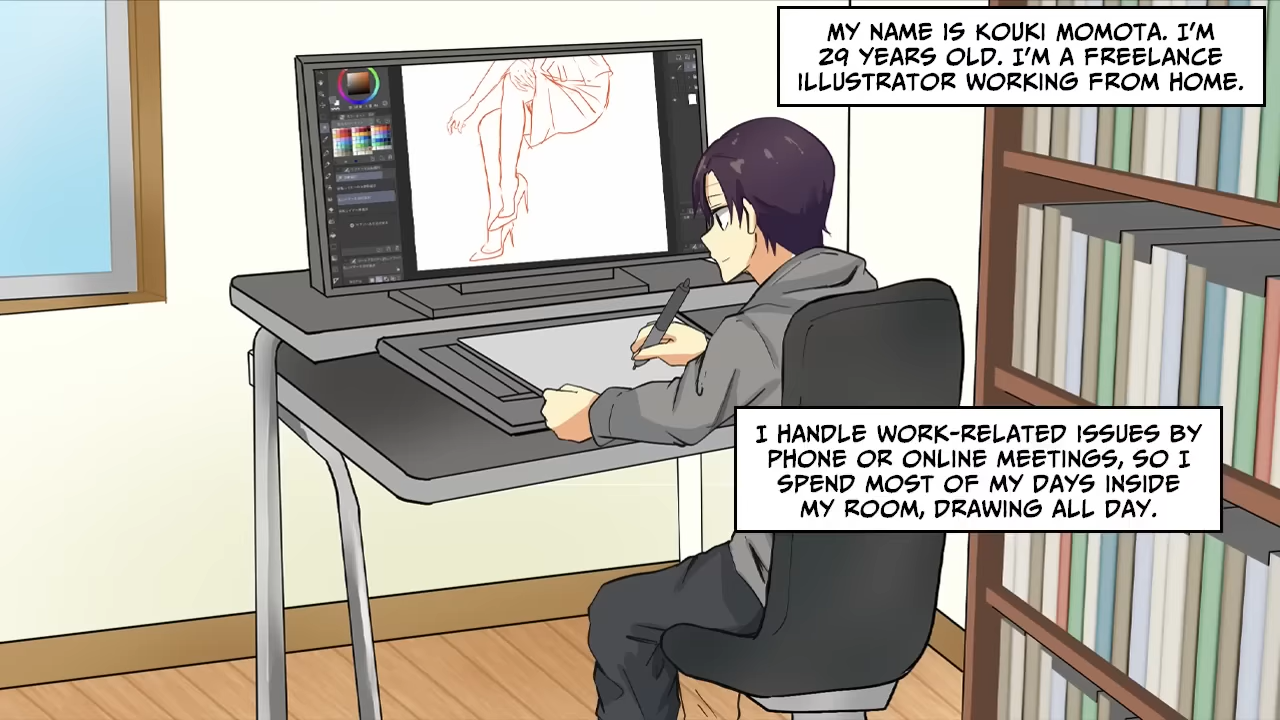 MY NAME IS KOUKI MOMOTA. I'M
29 YEARS OLD. I'M A FREELANCE
ILLUSTRATOR WORKING FROM HOME.
I HANDLE WORK-RELATED ISSUES BY
PHONE OR ONLINE MEETINGS, SO I
SPEND MOST OF MY DAYS INSIDE
MY ROOM, DRAWING ALL DAY.